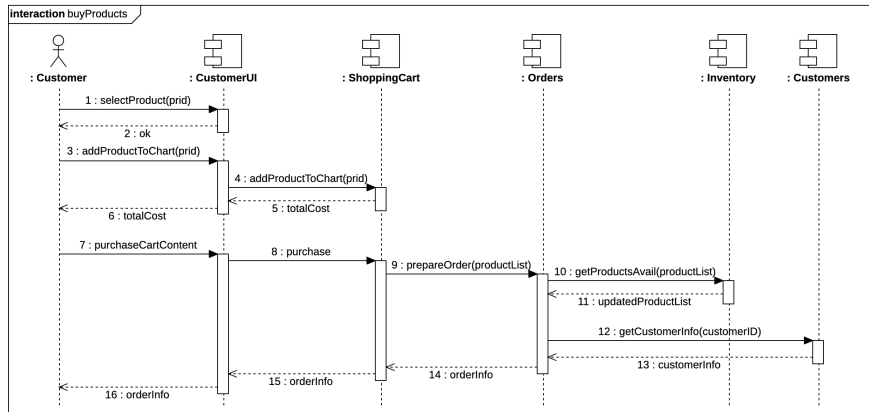 interaction buyProducts
: Customer
: CustomerUI
: ShoppingCart
: Orders
: Inventory
: Customers
1 : selectProduct(prid)
2 : ok
3 : addProductToChart(prid)
4 : addProductToChart(prid)
5 : totalCost
6 : totalCost
7 : purchaseCartContent
8 : purchase
9 : prepareOrder(productList)
10 : getProductsAvail(productList)
11 : updatedProductList
12 : getCustomerInfo(customerID)
13 : customerInfo
14 : orderInfo
15 : orderInfo
16 : orderInfo